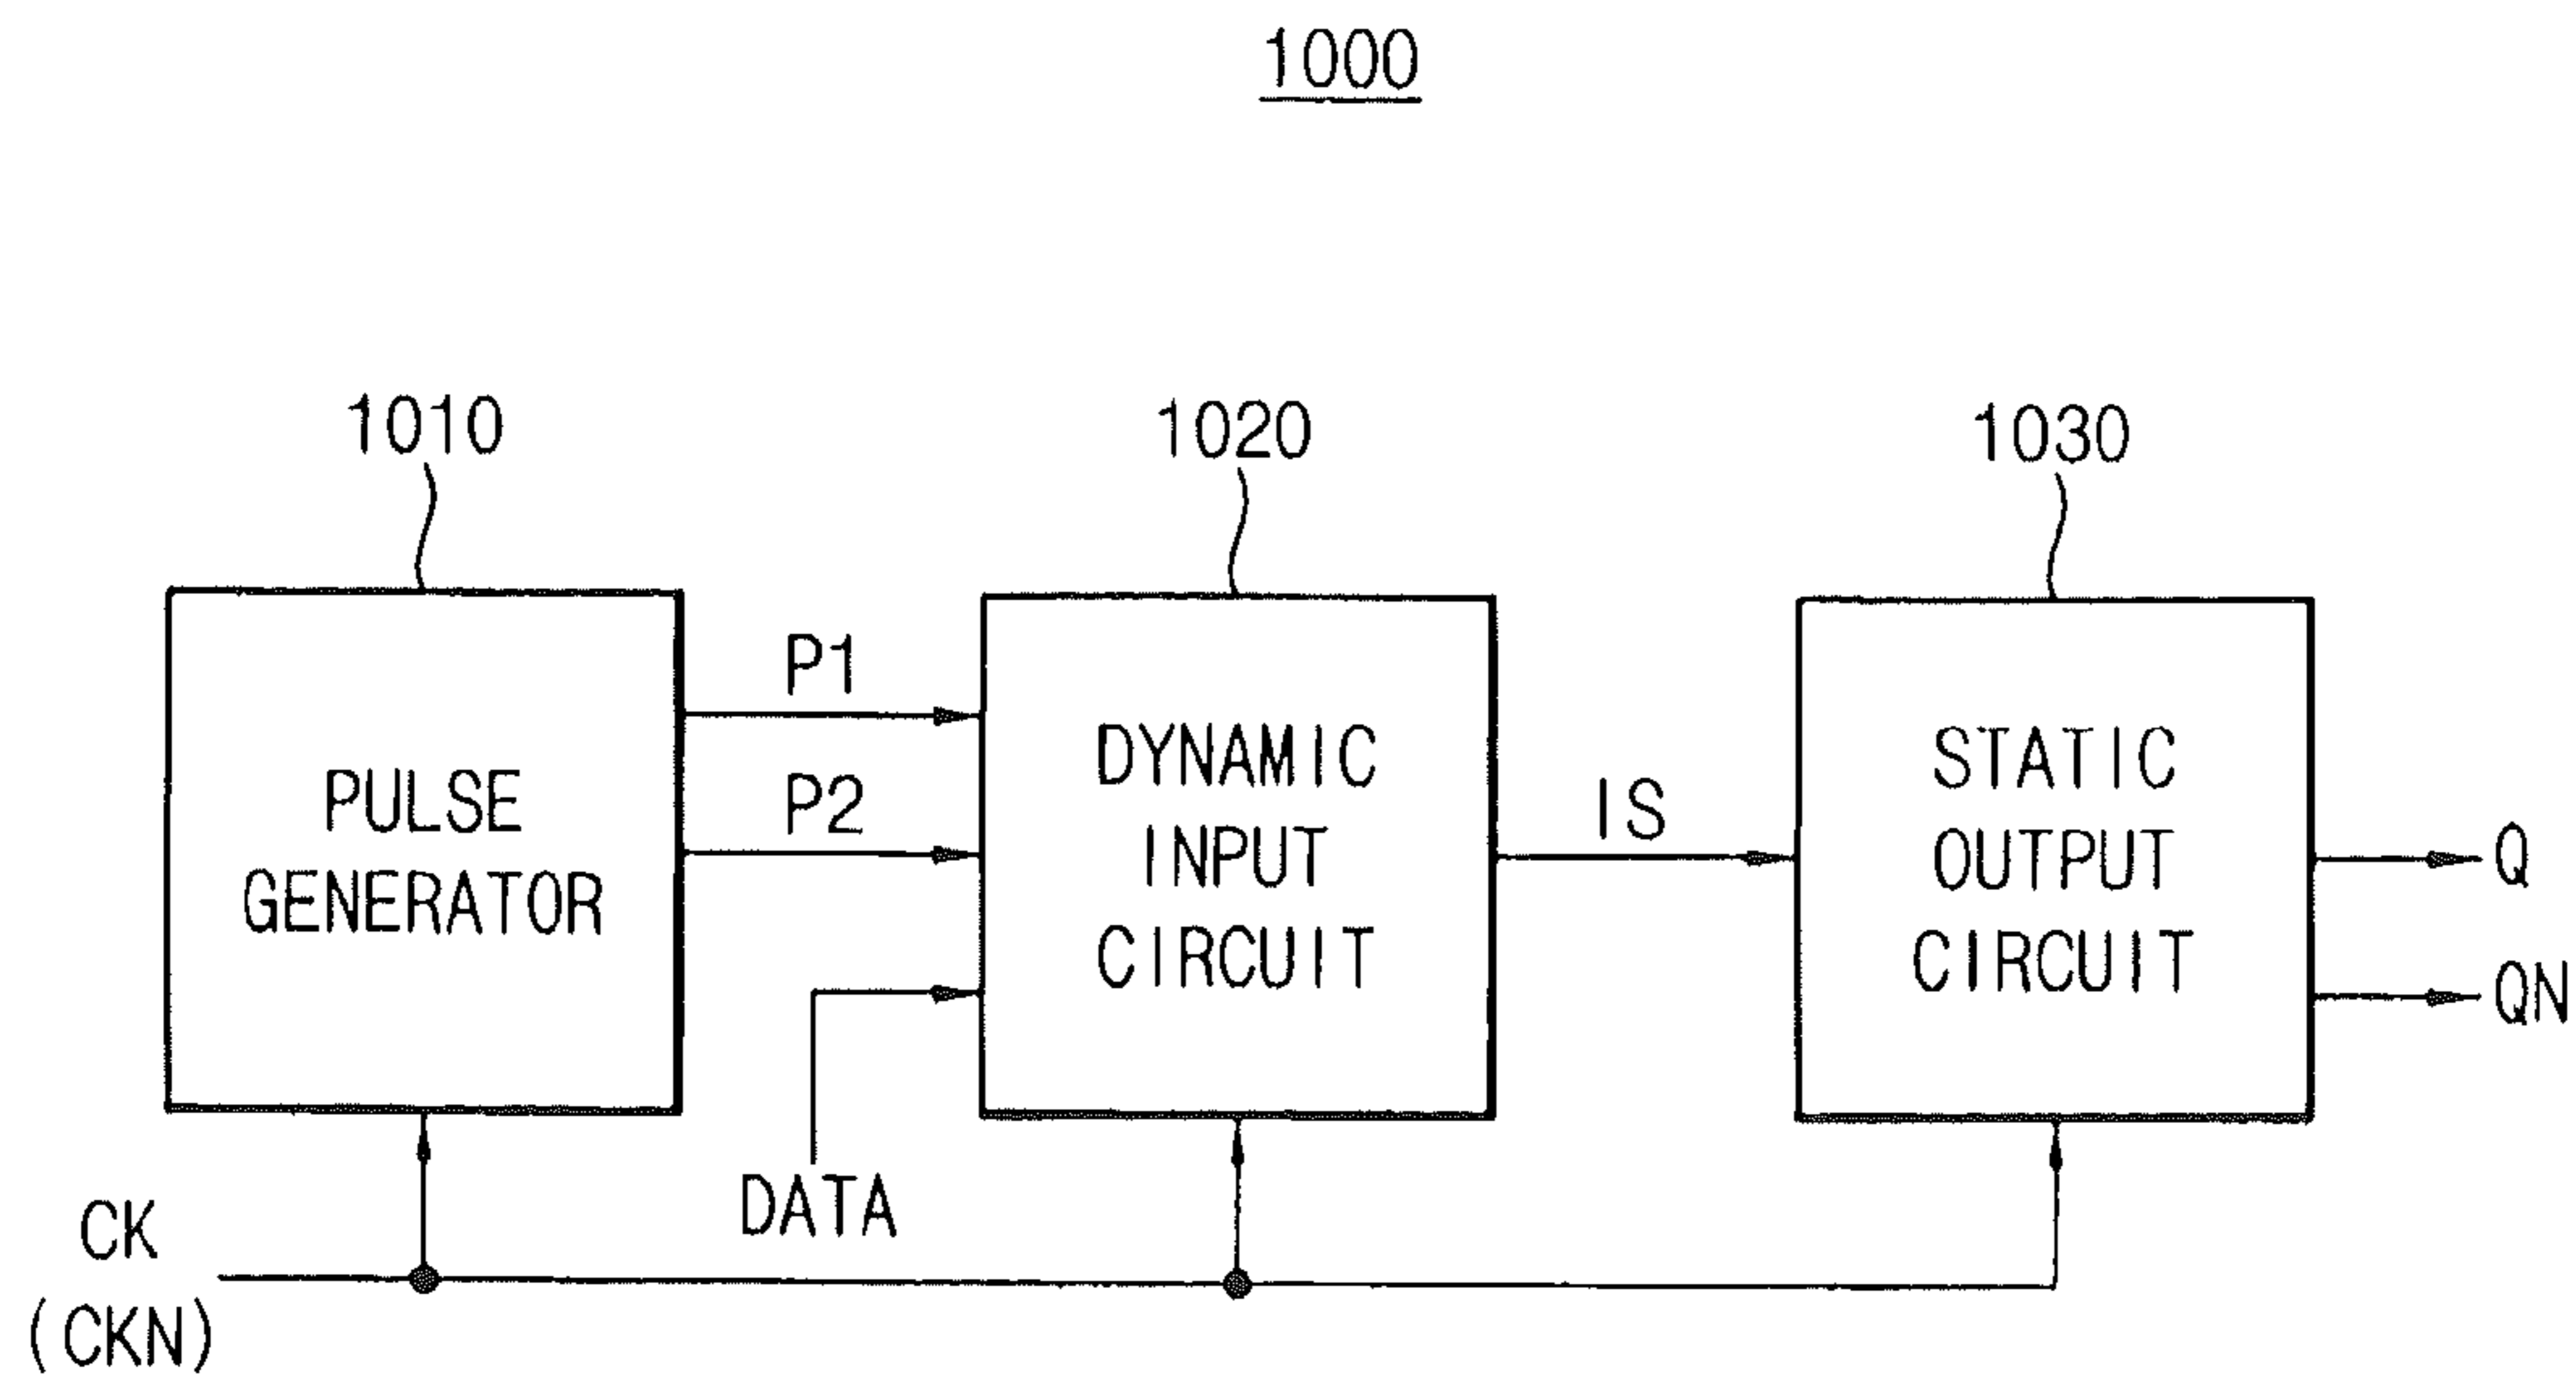 1000
1010
1020
1030
PULSE
GENERATOR
P1
P2
DATA
DYNAMIC
INPUT
CIRCUIT
IS
STATIC
OUTPUT
CIRCUIT
Q
QN
CK
(CKN)